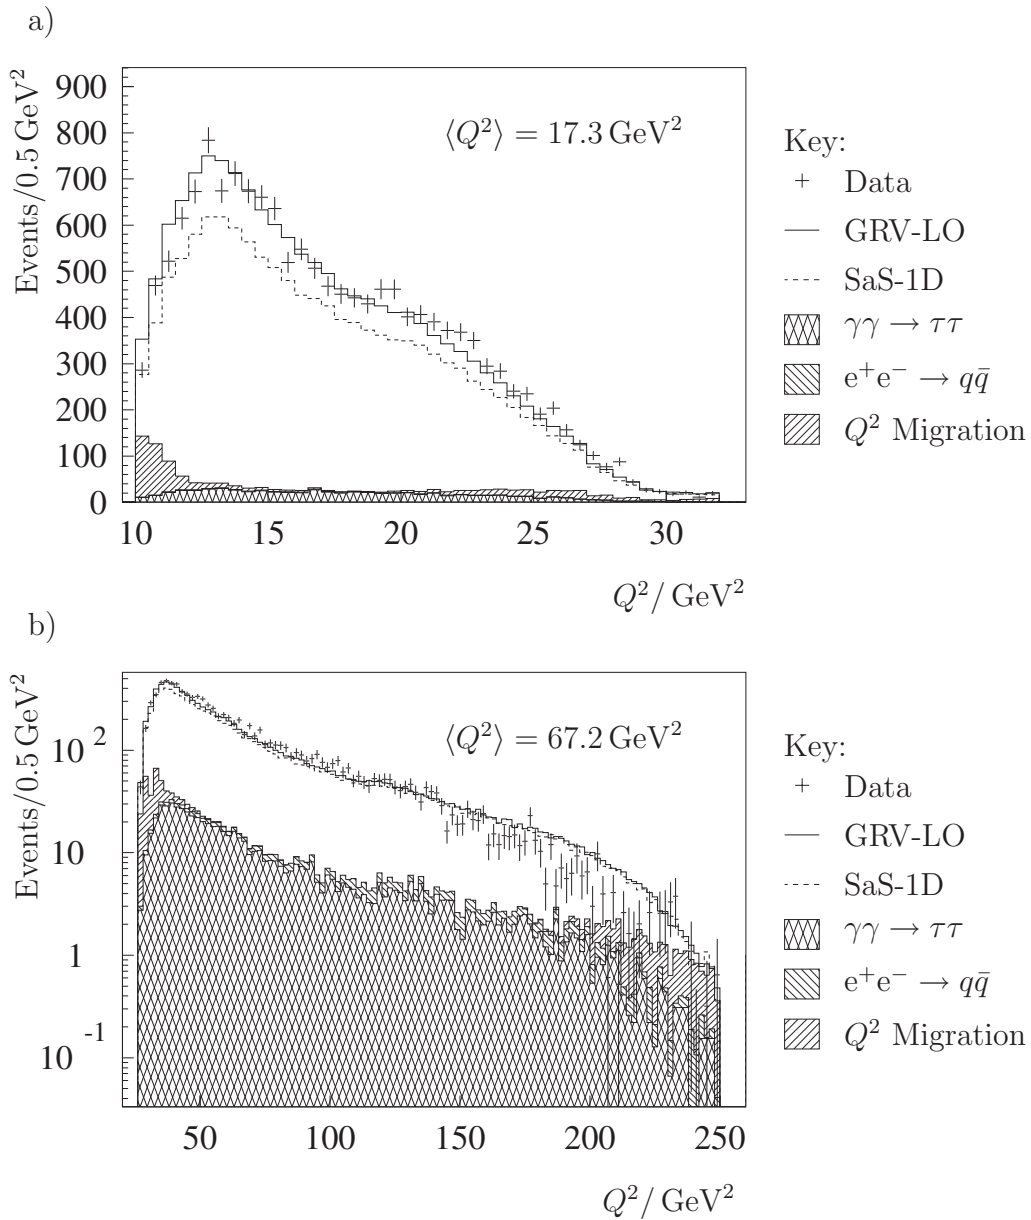 a)
Events/0.5 GeV²
900
800
700
600
500
400
300
200
100
0
10
15
20
25
30
⟨Q²⟩ = 17.3 GeV²
Q²/ GeV²
Key:
Data
GRV-LO
SaS-1D
γγ → ττ
e⁺e⁻ → qq̄
Q² Migration
b)
Events/0.5 GeV²
10²
10
1
10⁻¹
50
100
150
200
250
⟨Q²⟩ = 67.2 GeV²
Q²/ GeV²
Key:
Data
GRV-LO
SaS-1D
γγ → ττ
e⁺e⁻ → qq̄
Q² Migration